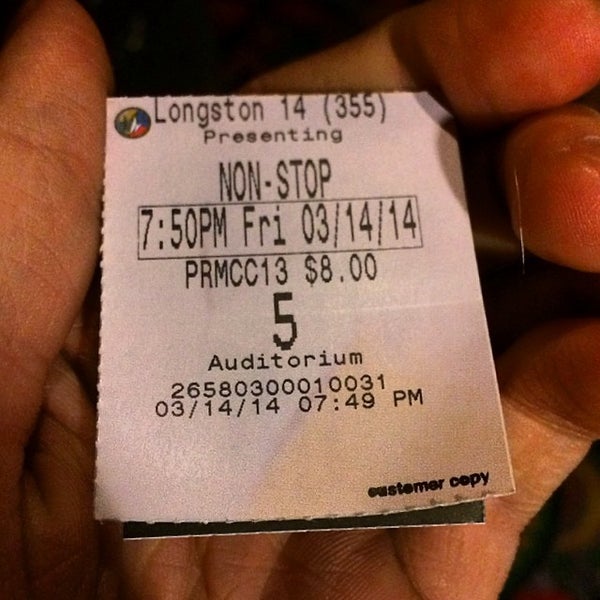 Longston 14 (355)
Presenting
NON-STOP
7:50PM Fri 03/14/14
PRMCC13 $8.00
5
Auditorium
26580300010031
03/14/14 07:49 PM
customer copy